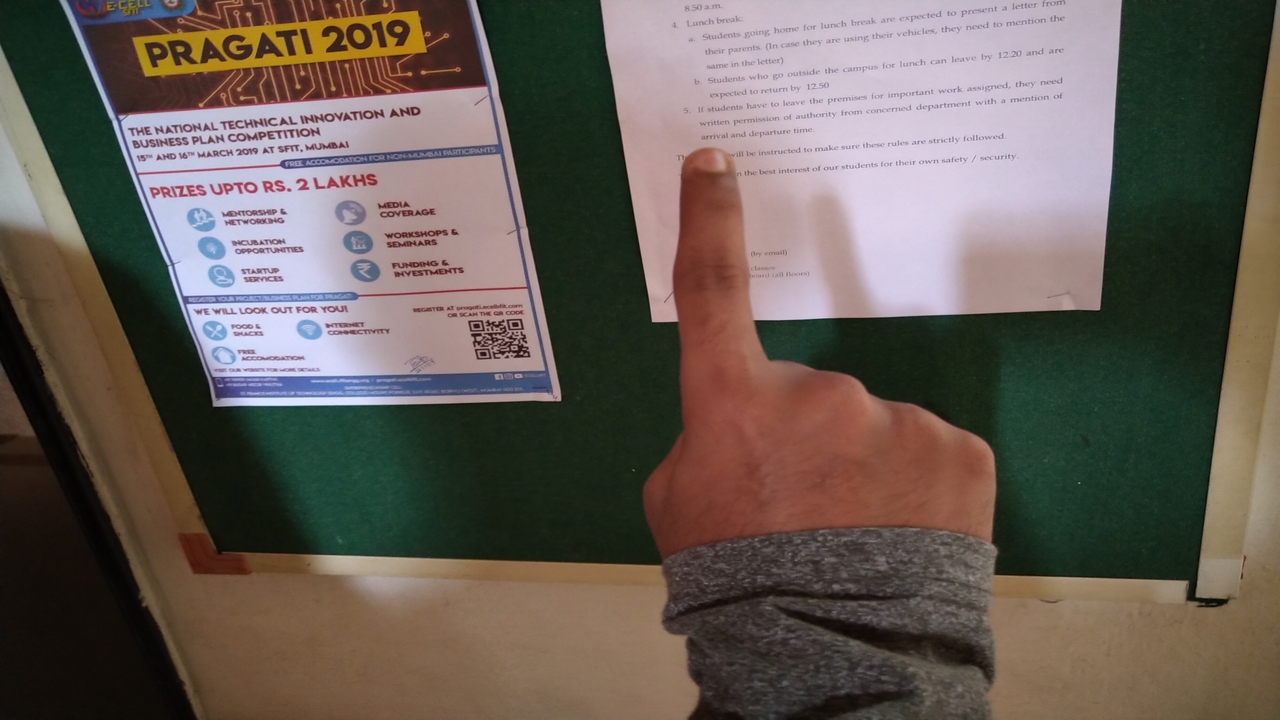 E-CELL
SFIT
PRAGATI 2019
THE NATIONAL TECHNICAL INNOVATION AND
BUSINESS PLAN COMPETITION
15TH AND 16TH MARCH 2019 AT SFIT, MUMBAI
FREE ACCOMODATION FOR NON-MUMBAI PARTICIPANTS
PRIZES UPTO RS. 2 LAKHS
MENTORSHIP &
NETWORKING
MEDIA
COVERAGE
INCUBATION
OPPORTUNITIES
WORKSHOPS &
SEMINARS
STARTUP
SERVICES
FUNDING &
INVESTMENTS
REGISTER YOUR PROJECT/BUSINESS PLAN FOR PRAGATI
WE WILL LOOK OUT FOR YOU!
REGISTER AT pragati.ecellsfit.com
OR SCAN THE QR CODE
FOOD &
SNACKS
INTERNET
CONNECTIVITY
FREE
ACCOMODATION
VISIT OUR WEBSITE FOR MORE DETAILS
8.50 a.m.
4. Lunch break:
a. Students going home for lunch break are expected to present a letter from
their parents. (In case they are using their vehicles, they need to mention the
same in the letter)
b. Students who go outside the campus for lunch can leave by 12.20 and are
expected to return by 12.50
5. If students have to leave the premises for important work assigned, they need
written permission of authority from concerned department with a mention of
arrival and departure time.
will be instructed to make sure these rules are strictly followed.
the best interest of our students for their own safety / security.
(by email)
(all floors)